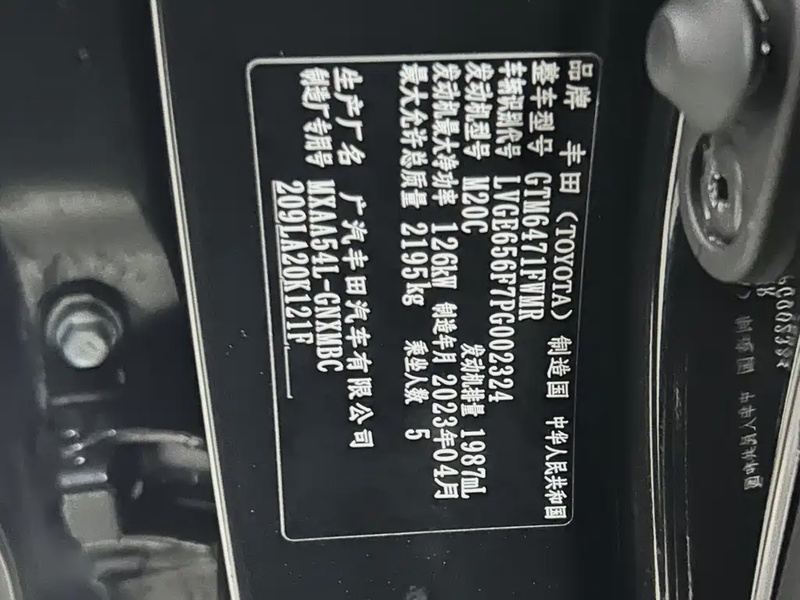 品牌 丰田（TOYOTA） 制造国 中华人民共和国
整车型号 GTM6471FWMR
车辆识别代号 LVGE656F7PG002324
发动机型号 M20C 发动机排量 1987mL
发动机最大净功率 126kW 制造年月 2023年04月
最大允许总质量 2195kg 乘坐人数 5
生产厂名 广汽丰田汽车有限公司
制造厂专用号 MXAA54L-GNXMBC
209LA20K121F